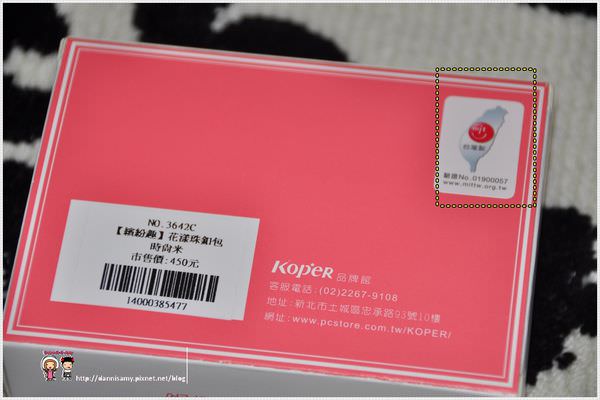 台灣製
驗證No.01900057
www.mittw.org.tw
NO.3642C
【繽紛趣】花漾珠釦包
時尚米
市售價:450元
14000385477
KOPER 品牌館
客服電話:(02)2267-9108
地址:新北市土城區忠承路93號10樓
網址:www.pcstore.com.tw/KOPER/
http://dannisamy.pixnet.net/blog